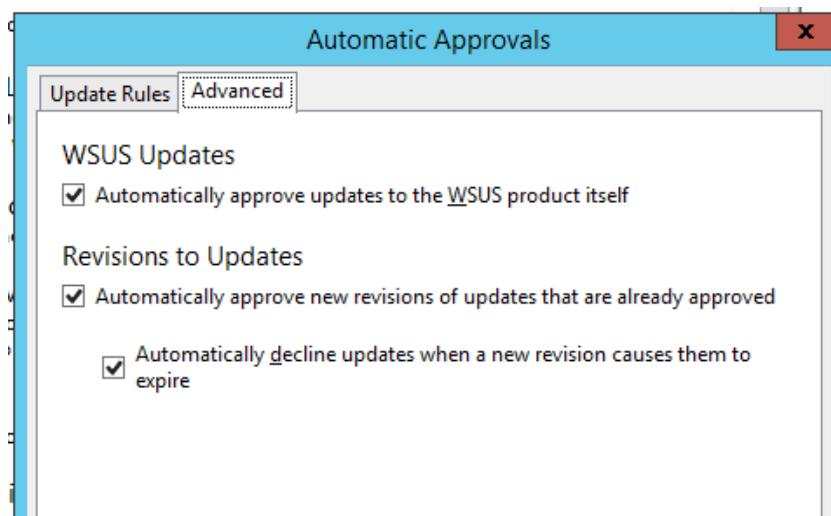 Automatic Approvals
x
Update Rules Advanced
WSUS Updates
Automatically approve updates to the WSUS product itself
Revisions to Updates
Automatically approve new revisions of updates that are already approved
Automatically decline updates when a new revision causes them to
expire